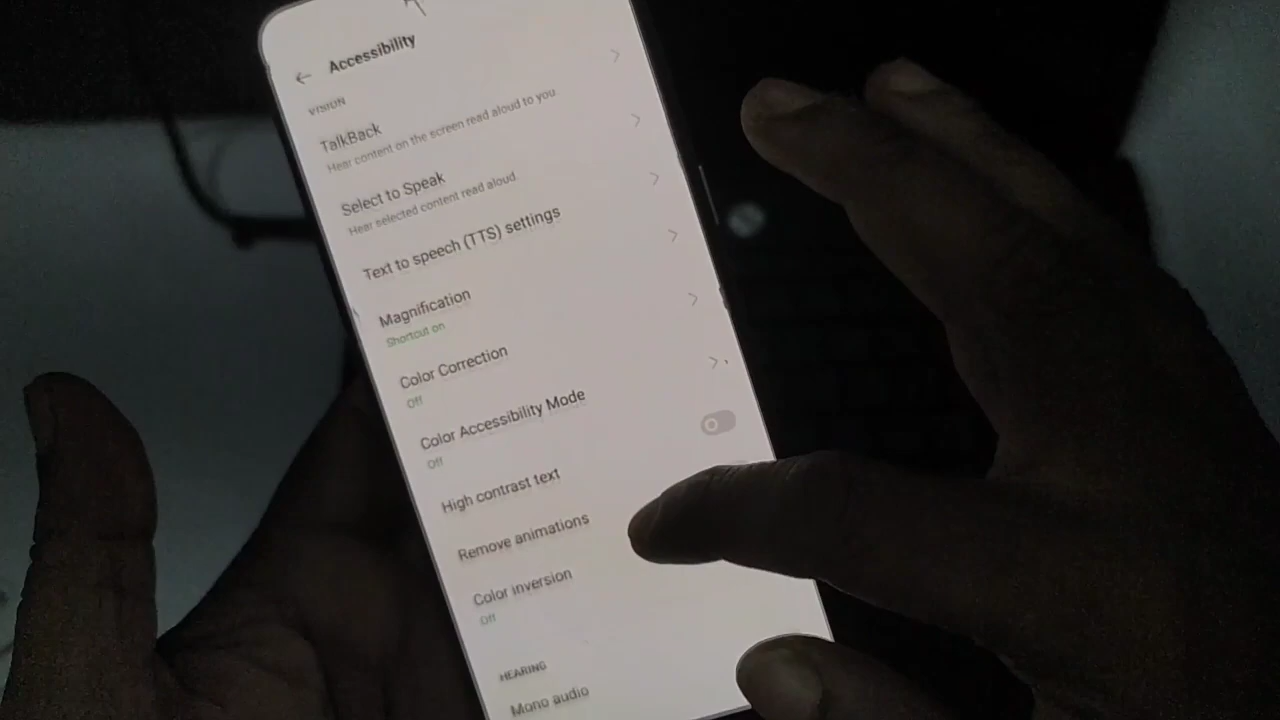 Accessibility
VISION
TalkBack
Hear content on the screen read aloud to you
Select to Speak
Hear selected content read aloud
Text to speech (TTS) settings
Magnification
Shortcut on
Color Correction
Off
Color Accessibility Mode
Off
High contrast text
Remove animations
Color inversion
Off
HEARING
Mono audio